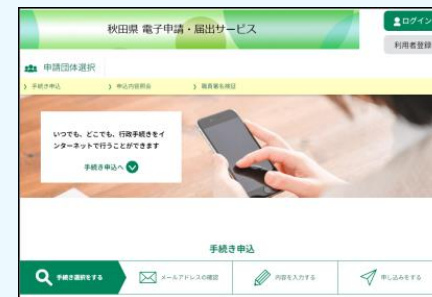 秋田県 電子申請・届出サービス
ログイン
利用者登録
申請団体選択
手続き申込
申込内容照会
職責署名検証
いつでも、どこでも、行政手続きをイ
ンターネットで行うことができます
手続き申込へ
手続き申込
手続き選択をする
メールアドレスの確認
内容を入力する
申し込みをする